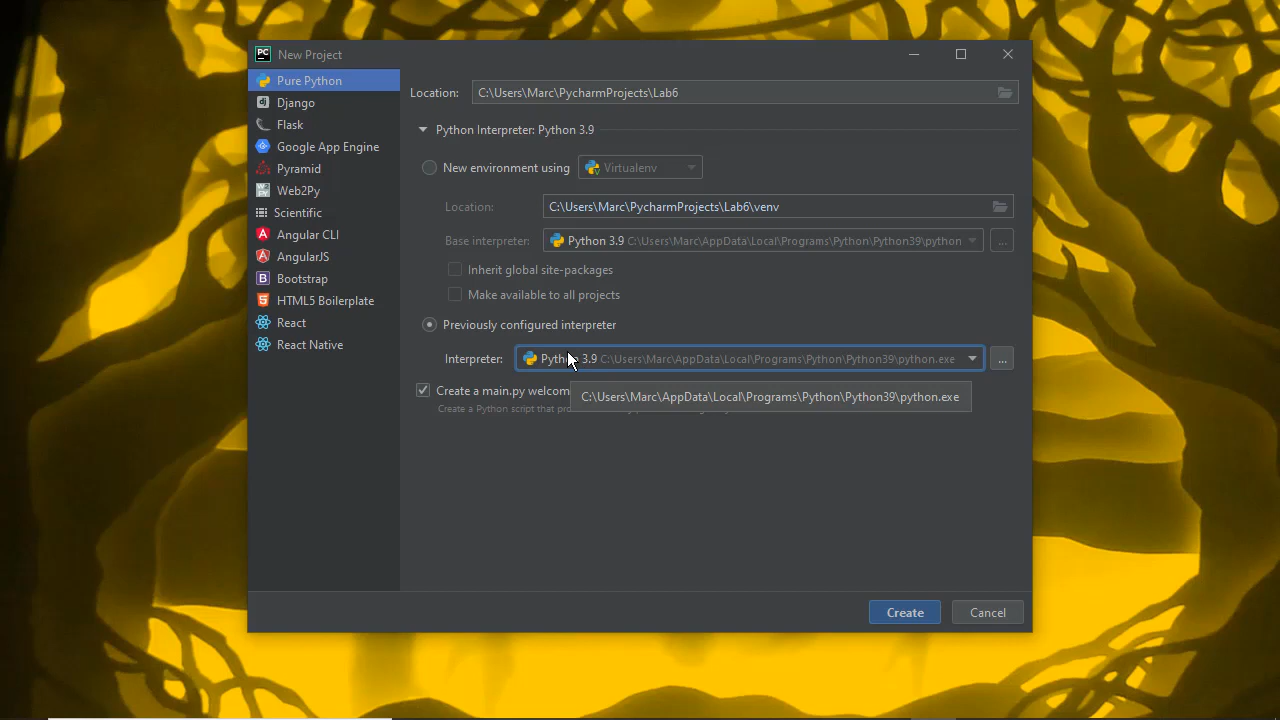 PC New Project
Pure Python
dj Django
Flask
Google App Engine
Pyramid
Web2Py
Scientific
Angular CLI
AngularJS
B Bootstrap
HTML5 Boilerplate
React
React Native
Location: C:\Users\Marc\PycharmProjects\Lab6
Python Interpreter: Python 3.9
New environment using Virtualenv
Location: C:\Users\Marc\PycharmProjects\Lab6\venv
Base interpreter: Python 3.9 C:\Users\Marc\AppData\Local\Programs\Python\Python39\python
...
Inherit global site-packages
Make available to all projects
Previously configured interpreter
Interpreter: Python 3.9 C:\Users\Marc\AppData\Local\Programs\Python\Python39\python.exe
...
Create a main.py welcom
Create a Python script that pro
C:\Users\Marc\AppData\Local\Programs\Python\Python39\python.exe
Create Cancel